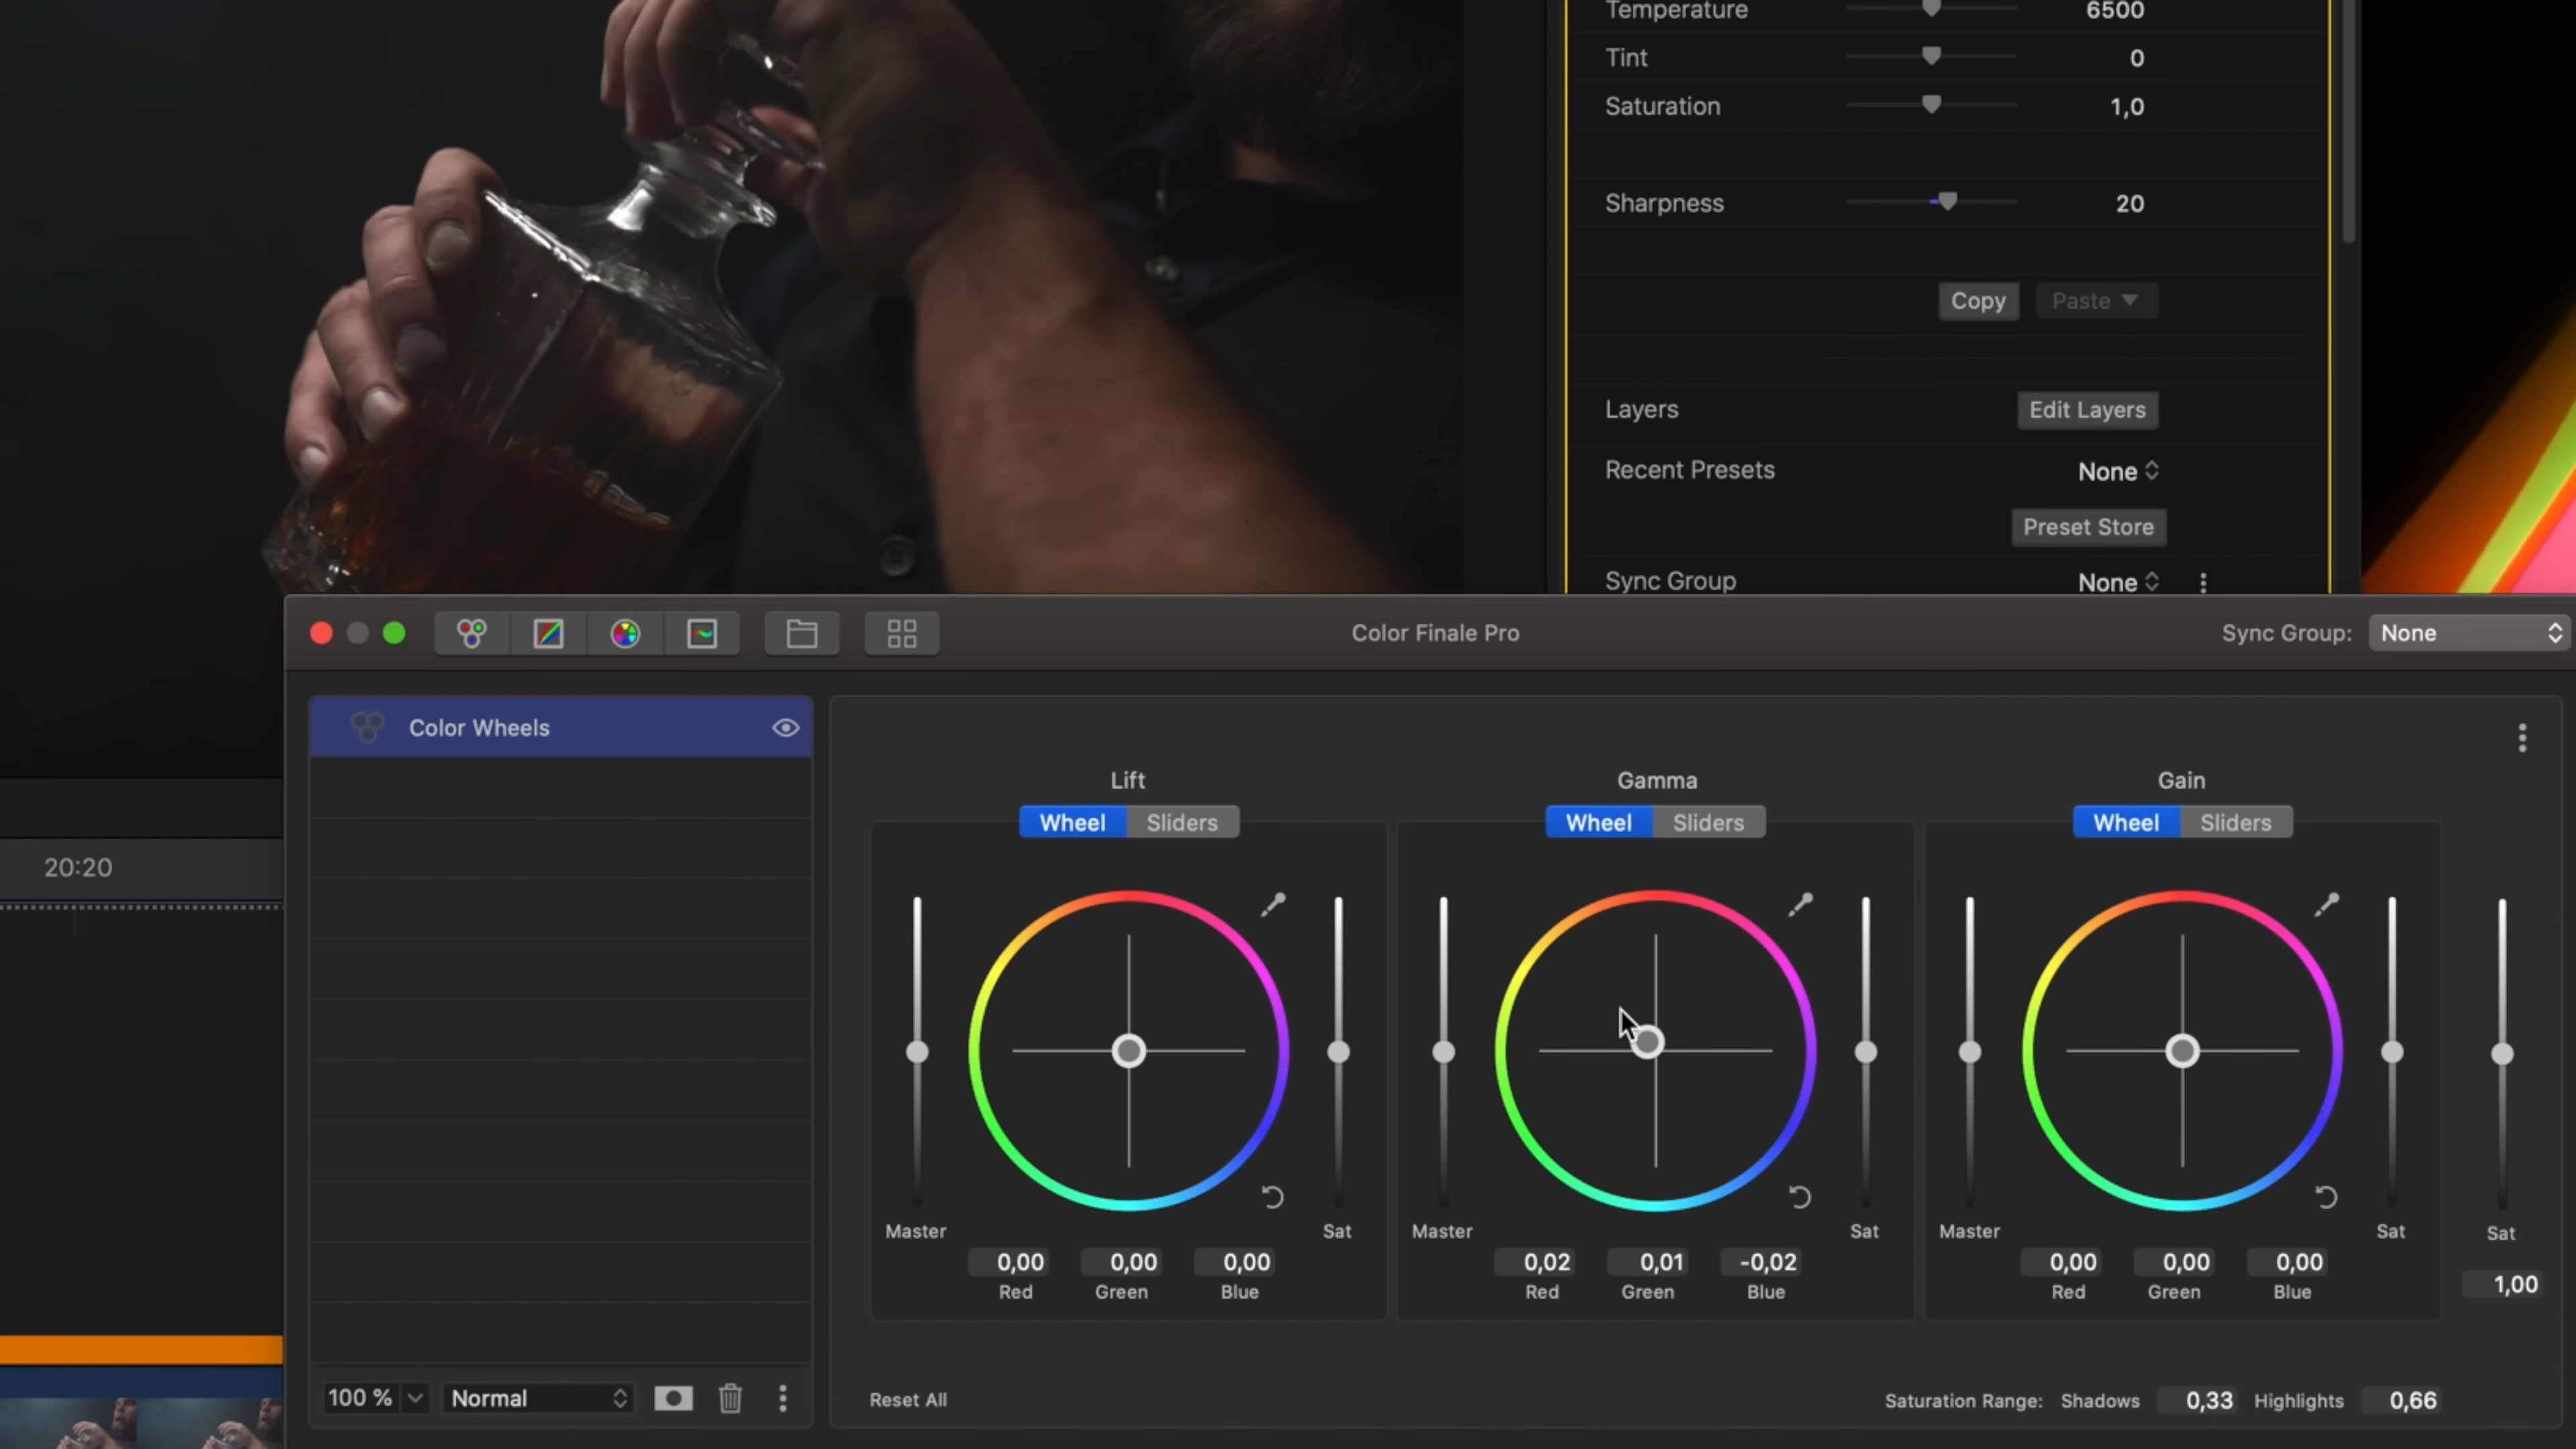 Temperature 6500
Tint 0
Saturation 1,0
Sharpness 20
Copy Paste
Layers Edit Layers
Recent Presets None
Preset Store
Sync Group None
Color Finale Pro Sync Group: None
Color Wheels
Lift Gamma Gain
Wheel Sliders Wheel Sliders Wheel Sliders
20:20
Master Sat Master Sat Master Sat Sat
0,00 0,00 0,00 0,02 0,01 -0,02 0,00 0,00 0,00 1,00
Red Green Blue Red Green Blue Red Green Blue
100 % Normal Reset All Saturation Range: Shadows 0,33 Highlights 0,66